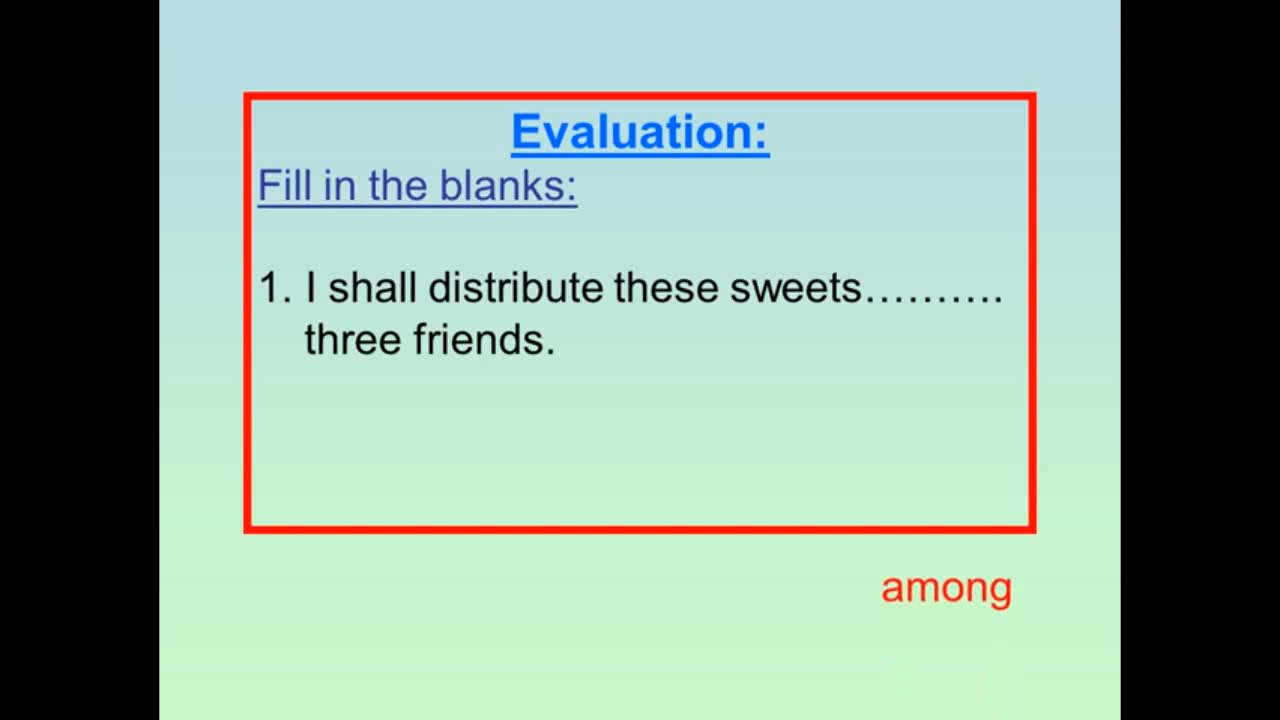 Evaluation:
Fill in the blanks:
1. I shall distribute these sweets……….
three friends.
among